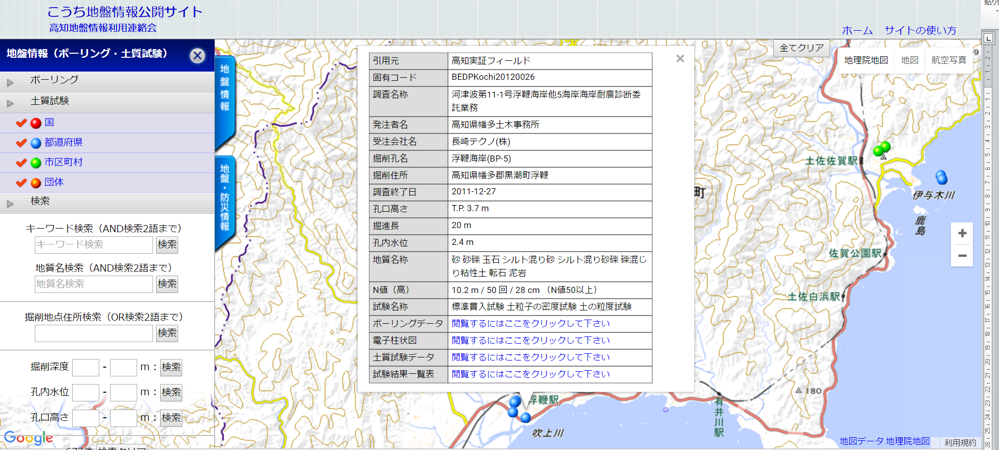 こうち地盤情報公開サイト
高知地盤情報利用連絡会
ホーム サイトの使い方
地盤情報（ボーリング・土質試験）
ボーリング
土質試験
国
都道府県
市区町村
団体
検索
キーワード検索（AND検索2語まで）
キーワード検索 検索
地質名検索（AND検索2語まで）
地質名検索 検索
掘削地点住所検索（OR検索2語まで）
検索
掘削深度 - m : 検索
孔内水位 - m : 検索
孔口高さ - m : 検索
Google
地盤情報
地盤・防災情報
引用元 高知実証フィールド
固有コード BEDPKochi20120026
調査名称 河津波第11-1号浮鞭海岸他5海岸海岸耐震診断委
託業務
発注者名 高知県幡多土木事務所
受注会社名 長崎テクノ(株)
掘削孔名 浮鞭海岸(BP-5)
掘削住所 高知県幡多郡黒潮町浮鞭
調査終了日 2011-12-27
孔口高さ T.P. 3.7 m
掘進長 20 m
孔内水位 2.4 m
地質名称 砂 砂礫 玉石 シルト混り砂 シルト混り砂礫 礫混じ
り粘性土 転石 泥岩
N値（高） 10.2 m / 50 回 / 28 cm （N値50以上）
試験名称 標準貫入試験 土粒子の密度試験 土の粒度試験
ボーリングデータ 閲覧するにはここをクリックして下さい
電子柱状図 閲覧するにはここをクリックして下さい
土質試験データ 閲覧するにはここをクリックして下さい
試験結果一覧表 閲覧するにはここをクリックして下さい
全てクリア
地理院地図 地図 航空写真
土佐佐賀駅
伊与木川
鹿島
町
佐賀公園駅
土佐白浜駅
180
浮鞭駅
有井川駅
吹上川
地図データ 地理院地図 利用規約